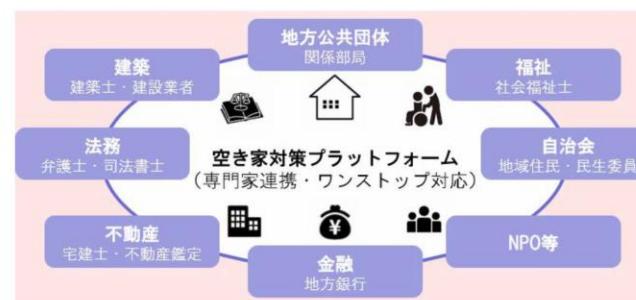 地方公共団体
関係部局
建築
建築士・建設業者
福祉
社会福祉士
法務
弁護士・司法書士
空き家対策プラットフォーム
（専門家連携・ワンストップ対応）
自治会
地域住民・民生委員
不動産
宅建士・不動産鑑定
金融
地方銀行
NPO等
¥